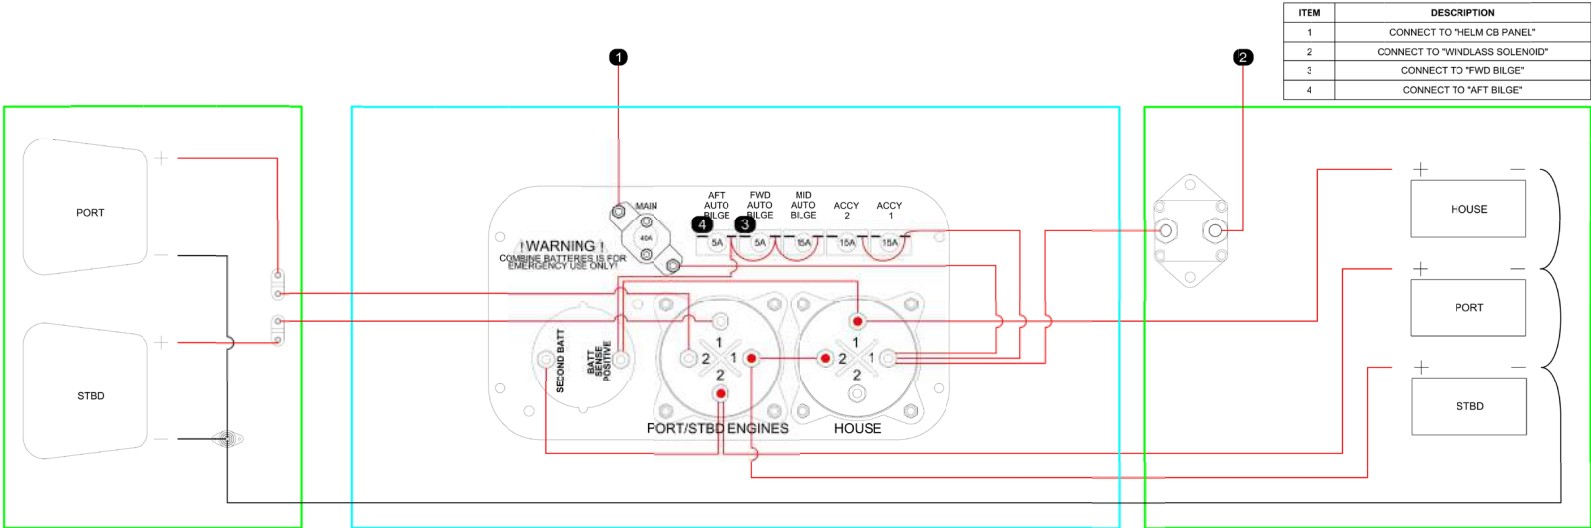 ITEM DESCRIPTION
1 CONNECT TO "HELM CB PANEL"
2 CONNECT TO "WINDLASS SOLENOID"
3 CONNECT TO "FWD BILGE"
4 CONNECT TO "AFT BILGE"
1
2
PORT
+
−
STBD
+
−
MAIN
40A
AFT
AUTO
BILGE
FWD
AUTO
BILGE
MID
AUTO
BILGE
ACCY
2
ACCY
1
4
3
5A
5A
15A
15A
15A
! WARNING !
COMBINE BATTERES IS FOR
EMERGENCY USE ONLY!
SECOND BATT
BATT
SENSE
POSITIVE
1
2 1
2
PORT/STBD ENGINES
1
2 1
2
HOUSE
+ −
HOUSE
+ −
PORT
+ −
STBD